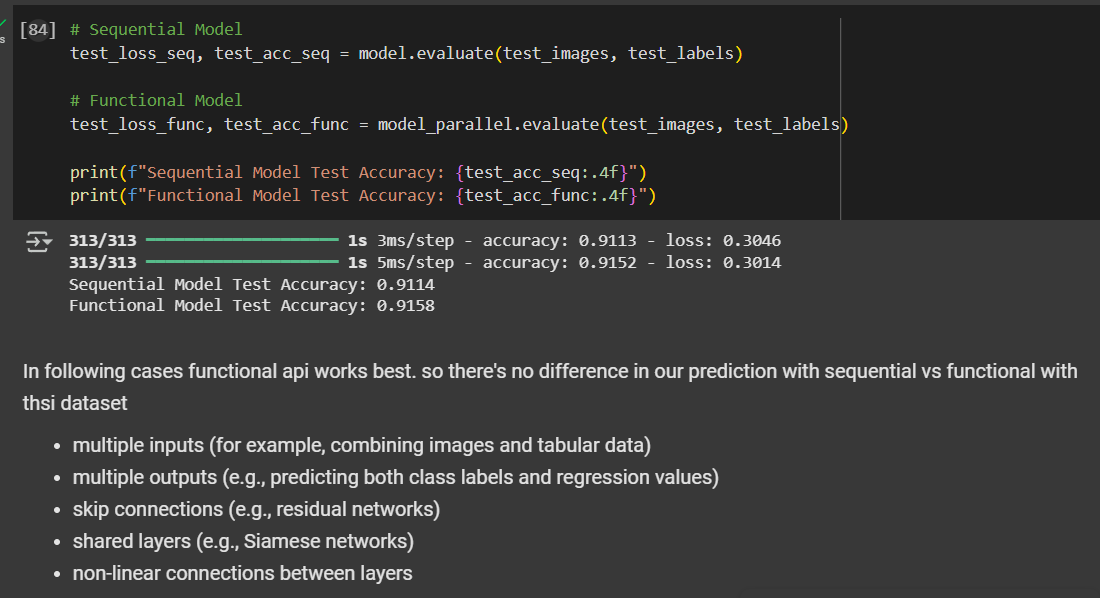 [84] # Sequential Model
test_loss_seq, test_acc_seq = model.evaluate(test_images, test_labels)
# Functional Model
test_loss_func, test_acc_func = model_parallel.evaluate(test_images, test_labels)
print(f"Sequential Model Test Accuracy: {test_acc_seq:.4f}")
print(f"Functional Model Test Accuracy: {test_acc_func:.4f}")
313/313 ━━━━━━━━━━━━━━━━━━━━ 1s 3ms/step - accuracy: 0.9113 - loss: 0.3046
313/313 ━━━━━━━━━━━━━━━━━━━━ 1s 5ms/step - accuracy: 0.9152 - loss: 0.3014
Sequential Model Test Accuracy: 0.9114
Functional Model Test Accuracy: 0.9158
In following cases functional api works best. so there's no difference in our prediction with sequential vs functional with
thsi dataset
• multiple inputs (for example, combining images and tabular data)
• multiple outputs (e.g., predicting both class labels and regression values)
• skip connections (e.g., residual networks)
• shared layers (e.g., Siamese networks)
• non-linear connections between layers